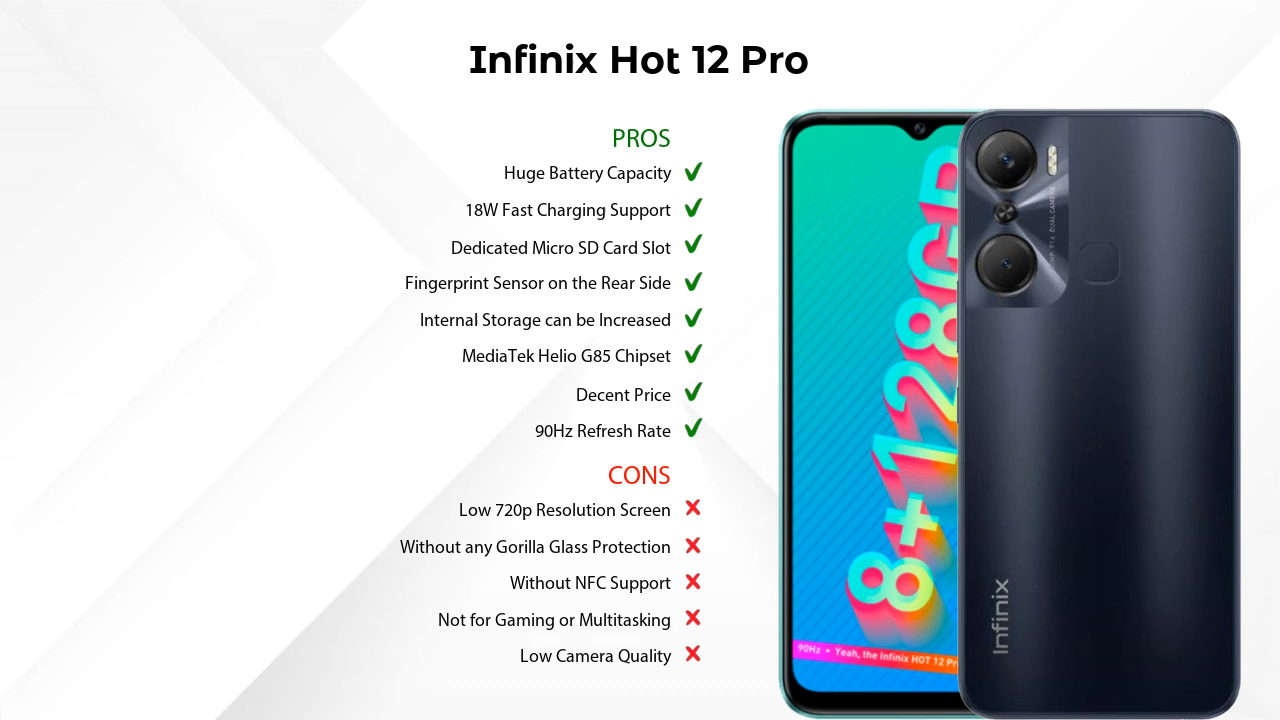 Infinix Hot 12 Pro
PROS
Huge Battery Capacity
18W Fast Charging Support
Dedicated Micro SD Card Slot
Fingerprint Sensor on the Rear Side
Internal Storage can be Increased
MediaTek Helio G85 Chipset
Decent Price
90Hz Refresh Rate
CONS
Low 720p Resolution Screen
Without any Gorilla Glass Protection
Without NFC Support
Not for Gaming or Multitasking
Low Camera Quality
8+128GB
90Hz • Yeah, the Infinix HOT 12 Pr
DUAL CAMERA
Infinix